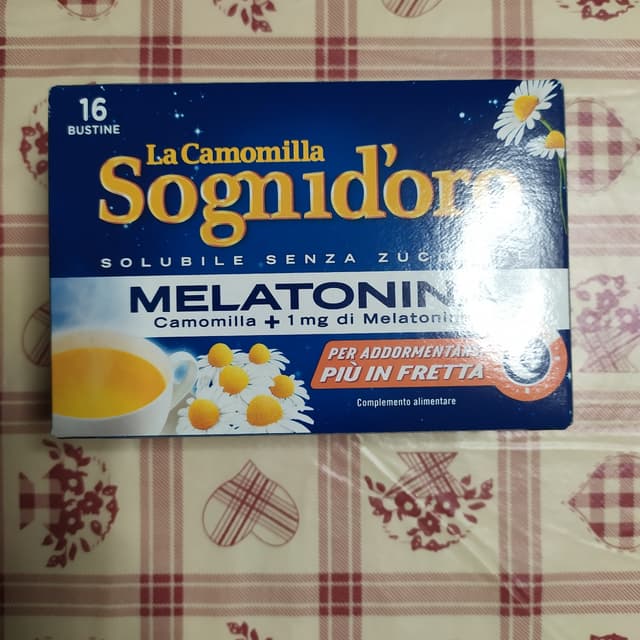 16
BUSTINE
La Camomilla
Sognid'oro
SOLUBILE SENZA
MELATONIN
Camomilla + 1mg di Melatonin
PER ADDORMENTAR
PIÙ IN FRETTA
Complemento alimentare